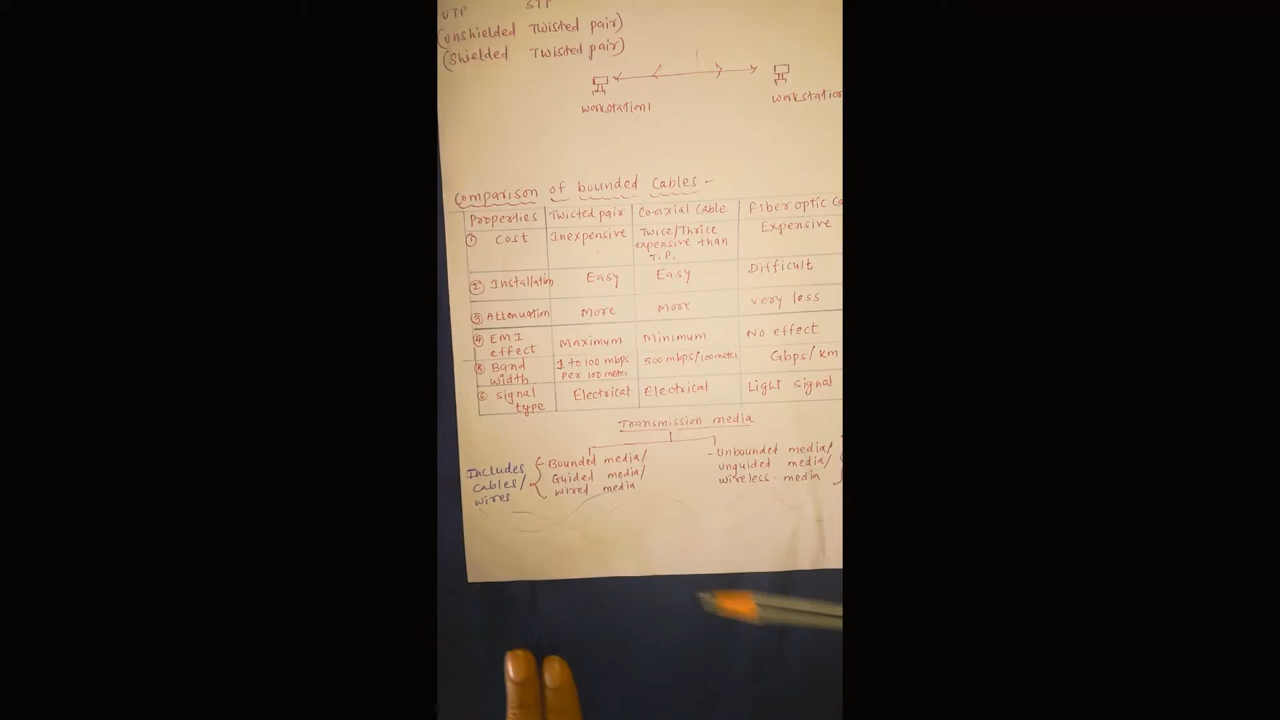 UTP STP
(Unshielded Twisted pair)
(Shielded Twisted pair)
workstation1
workstation
Comparison of bounded Cables -
Properties Twisted pair Co-axial Cable Fiber optic Ca
① Cost Inexpensive Twice/Thrice expensive than T.P. Expensive
② Installation Easy Easy Difficult
③ Attenuation More More very less
④ EMI effect Maximum Minimum No effect
⑤ Band width 1 to 100 mbps Per 100 meter 500 mbps/100meter Gbps/km
⑥ Signal type Electrical Electrical Light signal
Transmission media
Includes Cables/ wires
Bounded media/
Guided media/
Wired media
- Unbounded media/
unguided media/
wireless media